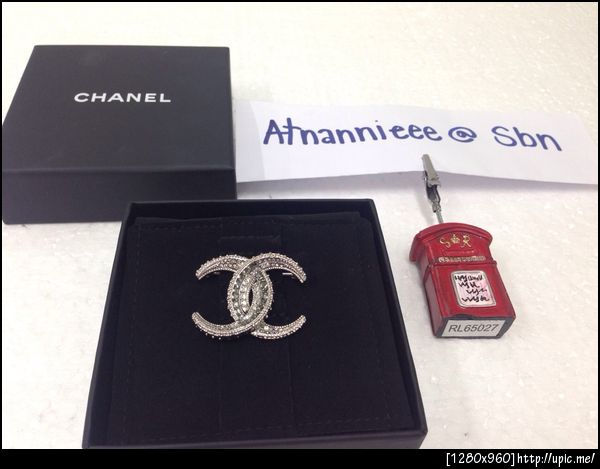 CHANEL
Atnannieee @ Sbn
S R
RL65027
[1280x960]http://upic.me/